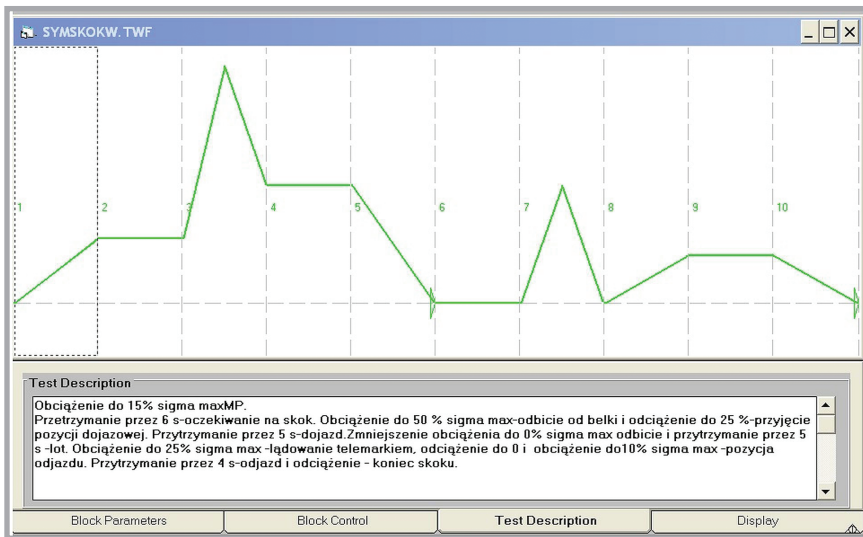 SYMSKOKW.TWF
1 2 3 4 5 6 7 8 9 10
Test Description
Obciążenie do 15% sigma maxMP.
Przetrzymanie przez 6 s-oczekiwanie na skok. Obciążenie do 50 % sigma max-odbicie od belki i odciążenie do 25 %-przyjęcie
pozycji dojazowej. Przytrzymanie przez 5 s-dojazd.Zmniejszenie obciążenia do 0% sigma max odbicie i przytrzymanie przez 5
s -lot. Obciążenie do 25% sigma max -lądowanie telemarkiem, odciążenie do 0 i  obciążenie do10% sigma max -pozycja
odjazdu. Przytrzymanie przez 4 s-odjazd i odciążenie - koniec skoku.
Block Parameters Block Control Test Description Display